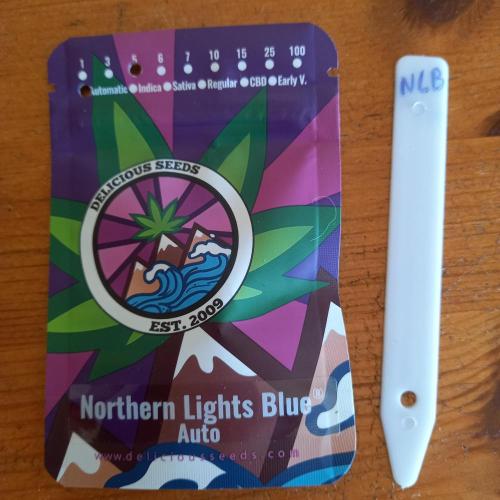 1 3 5 6 7 10 15 25 100
Automatic Indica Sativa Regular CBD Early V.
DELICIOUS SEEDS
EST. 2009
Northern Lights Blue®
Auto
www.deliciousseeds.com
NLB